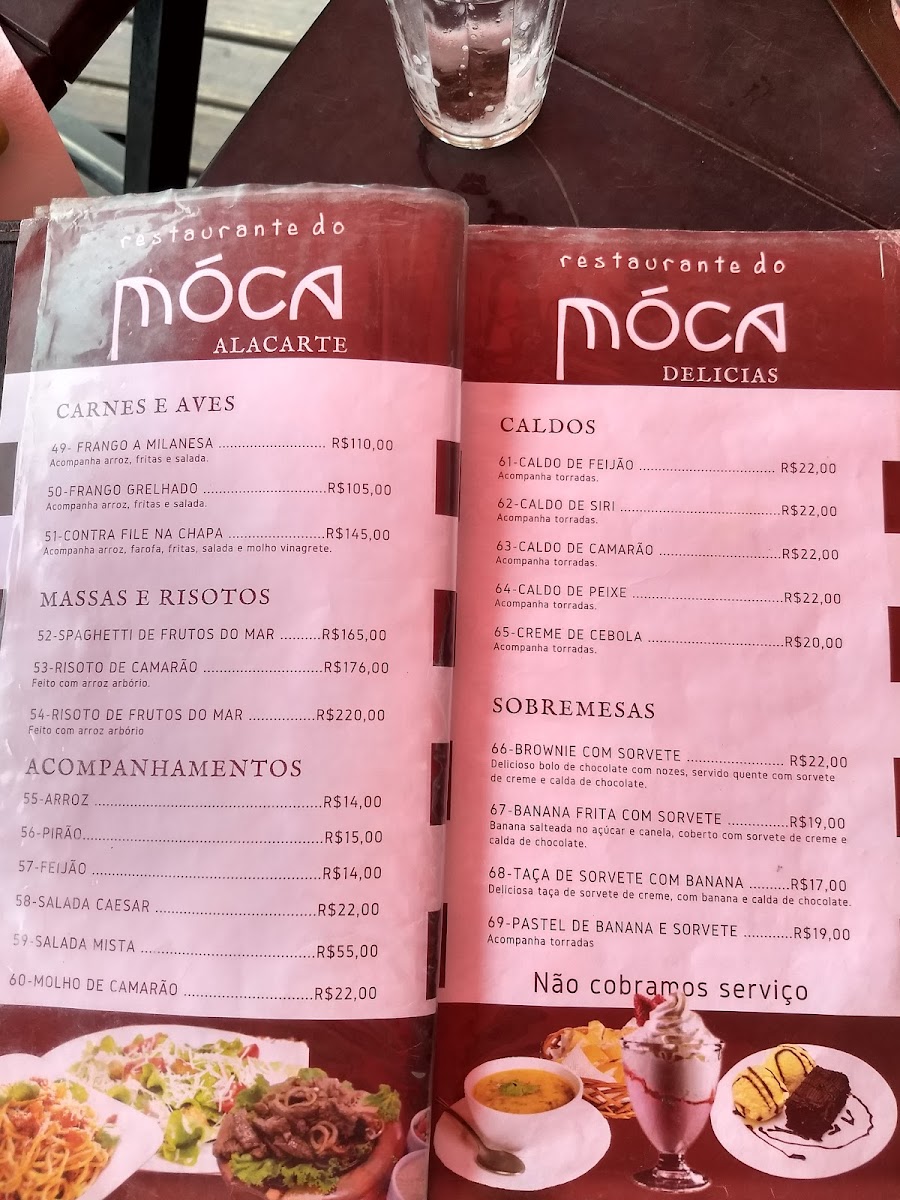 restaurante do
MÓCA
ALACARTE
CARNES E AVES
49- FRANGO A MILANESA ........................... R$110,00
Acompanha arroz, fritas e salada.
50-FRANGO GRELHADO ...............................R$105,00
Acompanha arroz, fritas e salada.
51-CONTRA FILE NA CHAPA ........................R$145,00
Acompanha arroz, farofa, fritas, salada e molho vinagrete.
MASSAS E RISOTOS
52-SPAGHETTI DE FRUTOS DO MAR ..........R$165,00
53-RISOTO DE CAMARÃO ..............................R$176,00
Feito com arroz arbório.
54-RISOTO DE FRUTOS DO MAR ................R$220,00
Feito com arroz arbório
ACOMPANHAMENTOS
55-ARROZ .........................................................R$14,00
56-PIRÃO...........................................................R$15,00
57-FEIJÃO .........................................................R$14,00
58-SALADA CAESAR ........................................R$22,00
59-SALADA MISTA ...........................................R$55,00
60-MOLHO DE CAMARÃO ................................R$22,00
restaurante do
MÓCA
DELICIAS
CALDOS
61-CALDO DE FEIJÃO .................................. R$22,00
Acompanha torradas.
62-CALDO DE SIRI ........................................R$22,00
Acompanha torradas.
63-CALDO DE CAMARÃO ..............................R$22,00
Acompanha torradas.
64-CALDO DE PEIXE .....................................R$22,00
Acompanha torradas.
65-CREME DE CEBOLA .................................R$20,00
Acompanha torradas.
SOBREMESAS
66-BROWNIE COM SORVETE ........................ R$22,00
Delicioso bolo de chocolate com nozes, servido quente com sorvete
de creme e calda de chocolate.
67-BANANA FRITA COM SORVETE ...............R$19,00
Banana salteada no açúcar e canela, coberto com sorvete de creme e
calda de chocolate.
68-TAÇA DE SORVETE COM BANANA ..........R$17,00
Deliciosa taça de sorvete de creme, com banana e calda de chocolate.
69-PASTEL DE BANANA E SORVETE ............R$19,00
Acompanha torradas
Não cobramos serviço